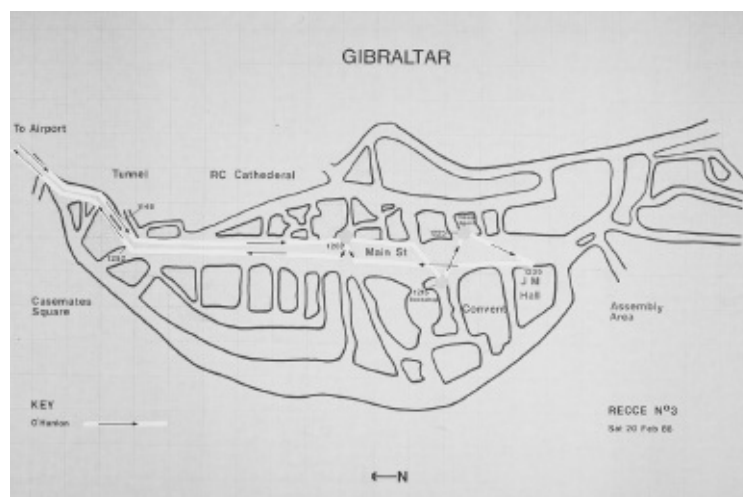 GIBRALTAR
To Airport
Tunnel
RC Cathederal
Main St
J M
Hall
Convent
Casemates
Square
Assembly
Area
KEY
O'Hanlon
RECCE Nº3
Sat 20 Feb 88
←N